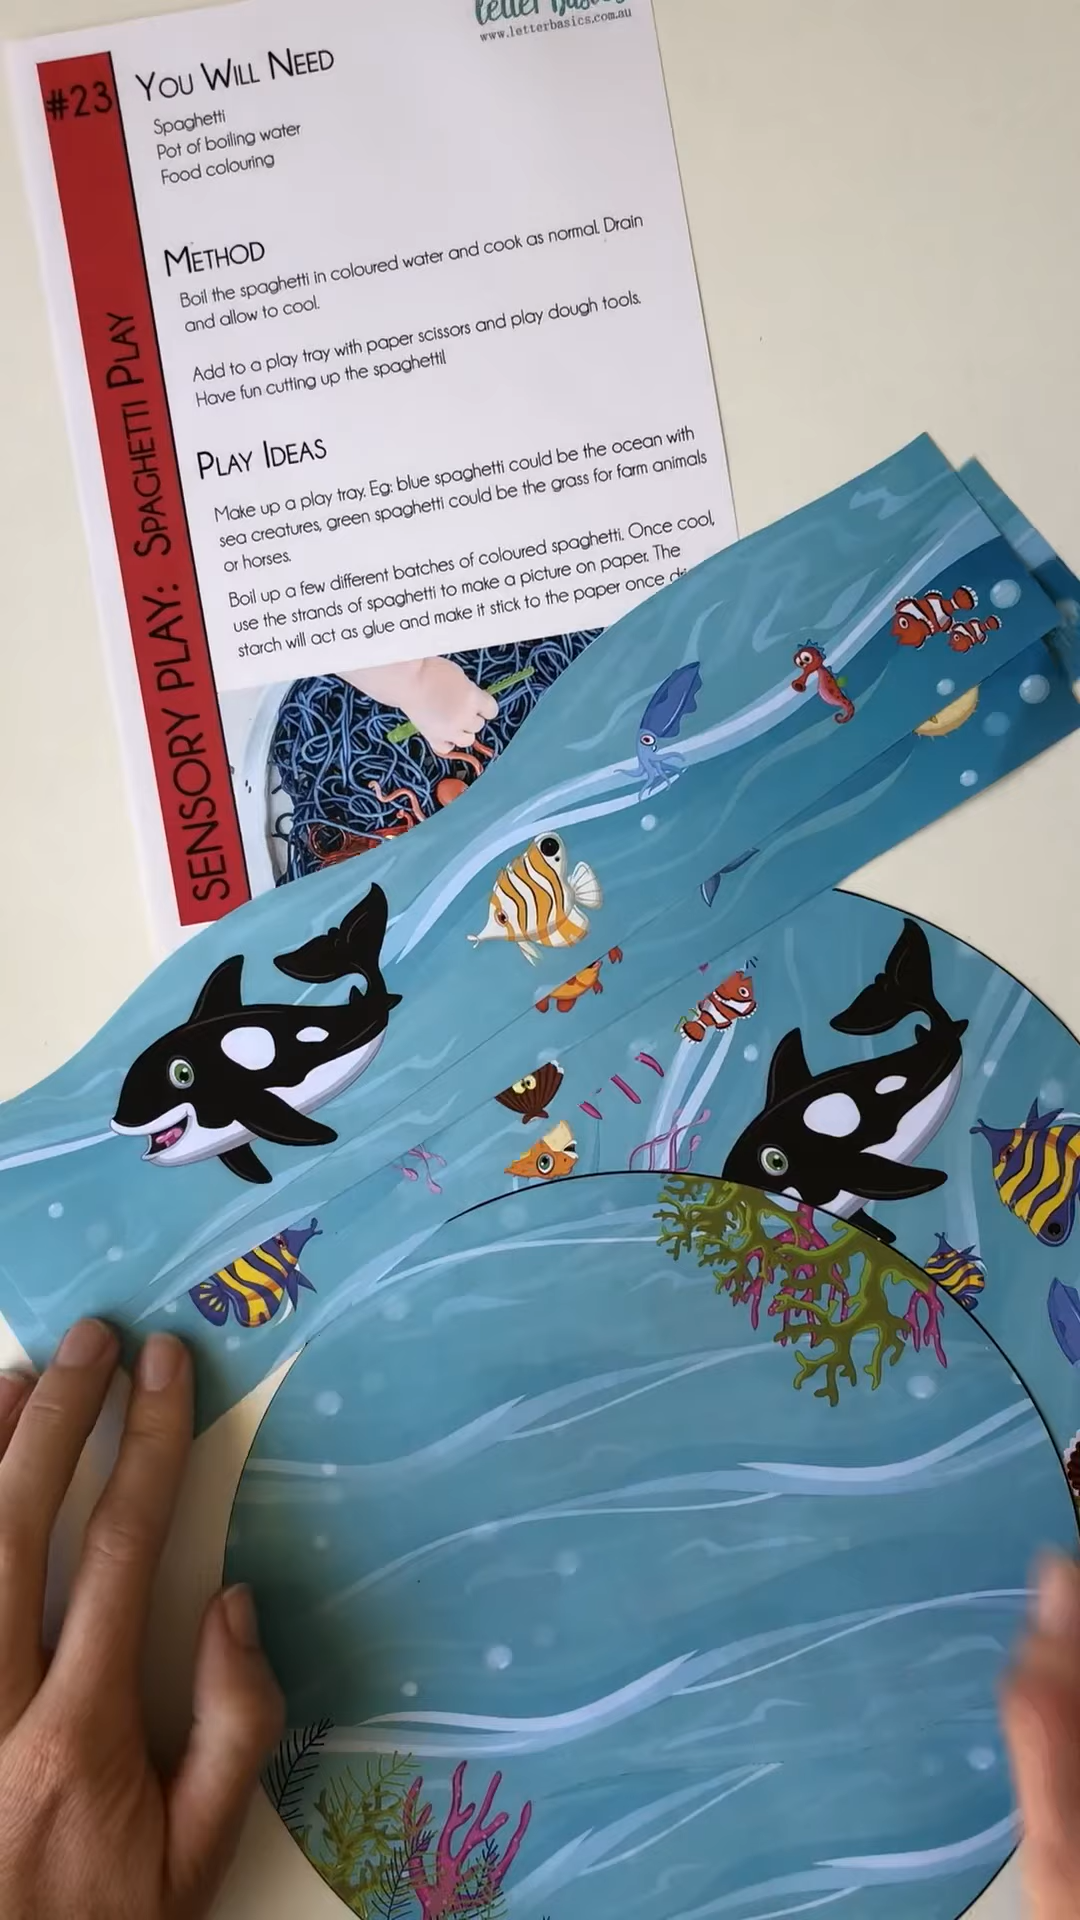 www.letterbasics.com.au
#23
SENSORY PLAY: SPAGHETTI PLAY
YOU WILL NEED
Spaghetti
Pot of boiling water
Food colouring
METHOD
Boil the spaghetti in coloured water and cook as normal. Drain
and allow to cool.
Add to a play tray with paper scissors and play dough tools.
Have fun cutting up the spaghetti!
PLAY IDEAS
Make up a play tray. Eg: blue spaghetti could be the ocean with
sea creatures, green spaghetti could be the grass for farm animals
or horses.
Boil up a few different batches of coloured spaghetti. Once cool,
use the strands of spaghetti to make a picture on paper. The
starch will act as glue and make it stick to the paper once